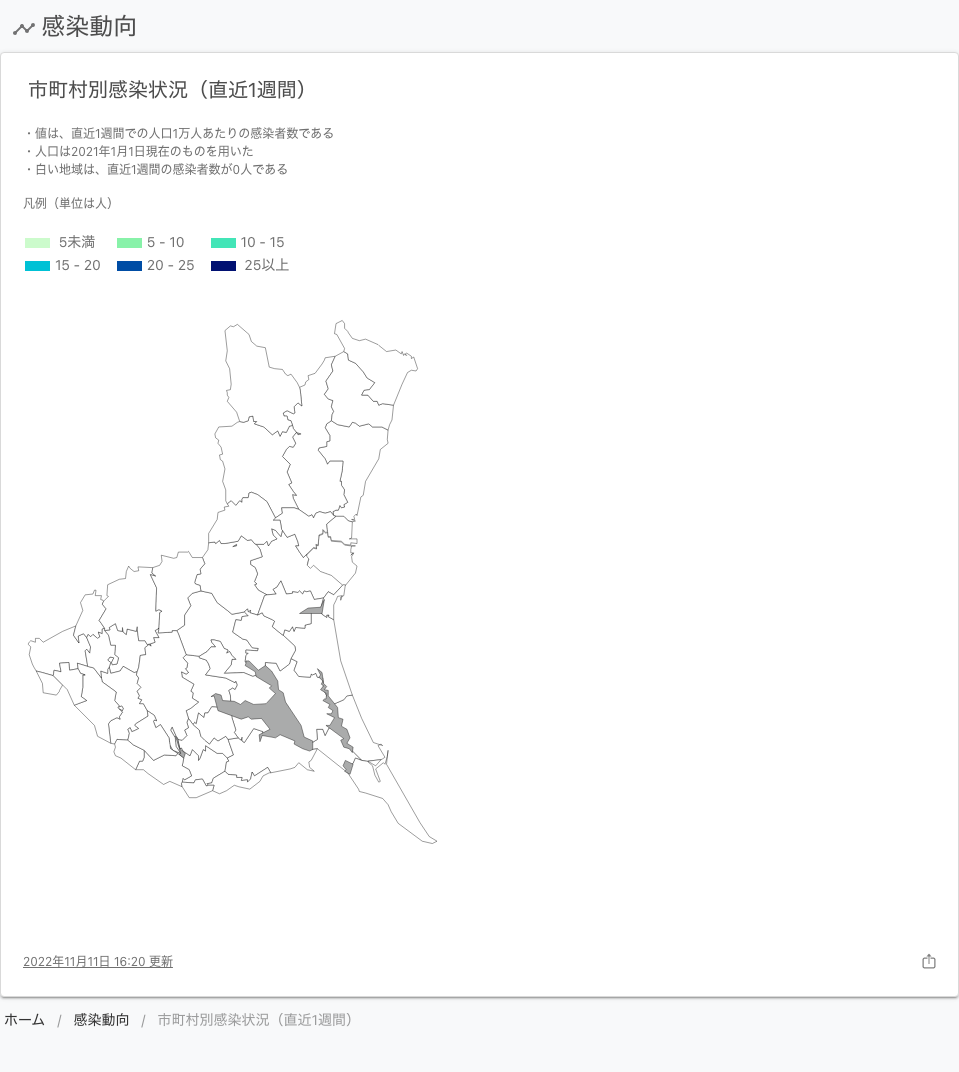 感染動向
市町村別感染状況（直近1週間）
・値は、直近1週間での人口1万人あたりの感染者数である
・人口は2021年1月1日現在のものを用いた
・白い地域は、直近1週間の感染者数が0人である
凡例（単位は人）
5未満 5 - 10 10 - 15
15 - 20 20 - 25 25以上
2022年11月11日 16:20 更新
ホーム / 感染動向 / 市町村別感染状況（直近1週間）